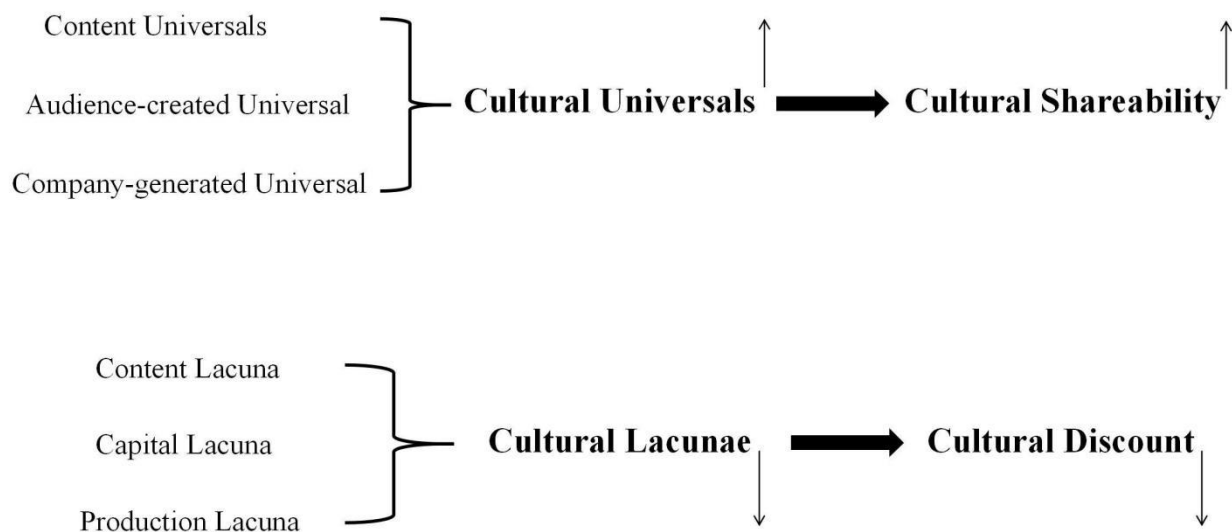 Content Universals
Audience-created Universal
Company-generated Universal
Cultural Universals
Cultural Shareability
Content Lacuna
Capital Lacuna
Production Lacuna
Cultural Lacunae
Cultural Discount